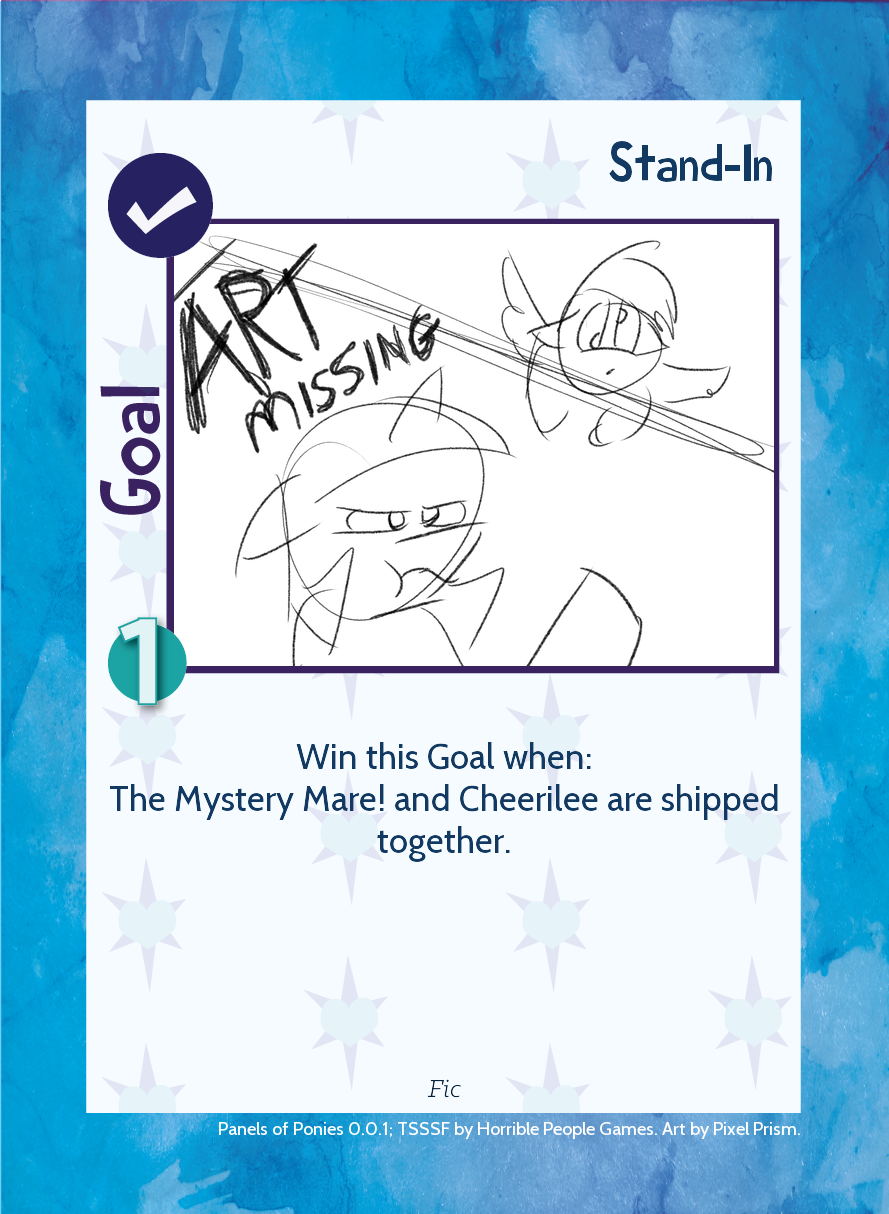 Stand-In
ART
MISSING
Goal
1
Win this Goal when:
The Mystery Mare! and Cheerilee are shipped
together.
Fic
Panels of Ponies 0.0.1; TSSSF by Horrible People Games. Art by Pixel Prism.